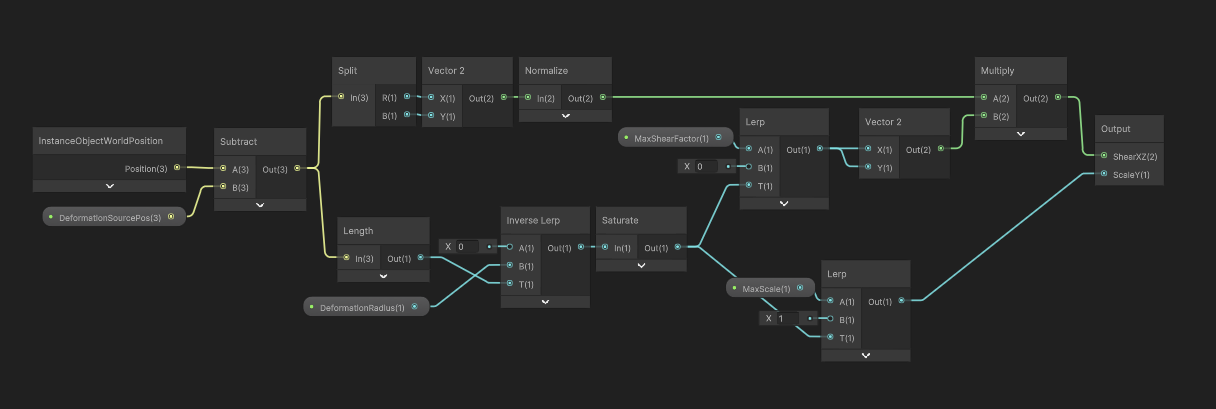 InstanceObjectWorldPosition
Position(3)
DeformationSourcePos(3)
Subtract
A(3)
B(3)
Out(3)
Split
In(3)
R(1)
B(1)
Vector 2
X(1)
Y(1)
Out(2)
Normalize
In(2)
Out(2)
Length
In(3)
Out(1)
DeformationRadius(1)
X 0
Inverse Lerp
A(1)
B(1)
T(1)
Out(1)
Saturate
In(1)
Out(1)
MaxShearFactor(1)
X 0
Lerp
A(1)
B(1)
T(1)
Out(1)
Vector 2
X(1)
Y(1)
Out(2)
MaxScale(1)
X 1
Lerp
A(1)
B(1)
T(1)
Out(1)
Multiply
A(2)
B(2)
Out(2)
Output
ShearXZ(2)
ScaleY(1)